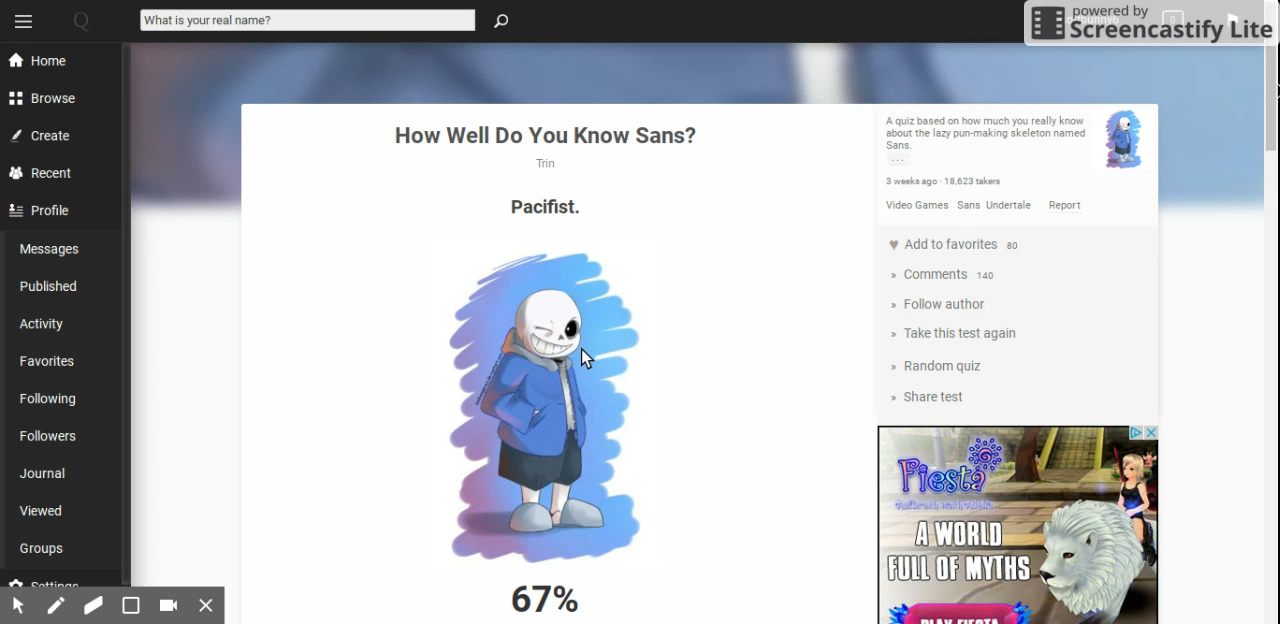 What is your real name?
powered by
Screencastify Lite
Home
Browse
Create
Recent
Profile
Messages
Published
Activity
Favorites
Following
Followers
Journal
Viewed
Groups
Settings
How Well Do You Know Sans?
Trin
Pacifist.
67%
A quiz based on how much you really know
about the lazy pun-making skeleton named
Sans.
...
3 weeks ago · 18,623 takers
Video Games Sans Undertale Report
Add to favorites 80
» Comments 140
» Follow author
» Take this test again
» Random quiz
» Share test
Fiesta
A WORLD
FULL OF MYTHS
PLAY FIESTA